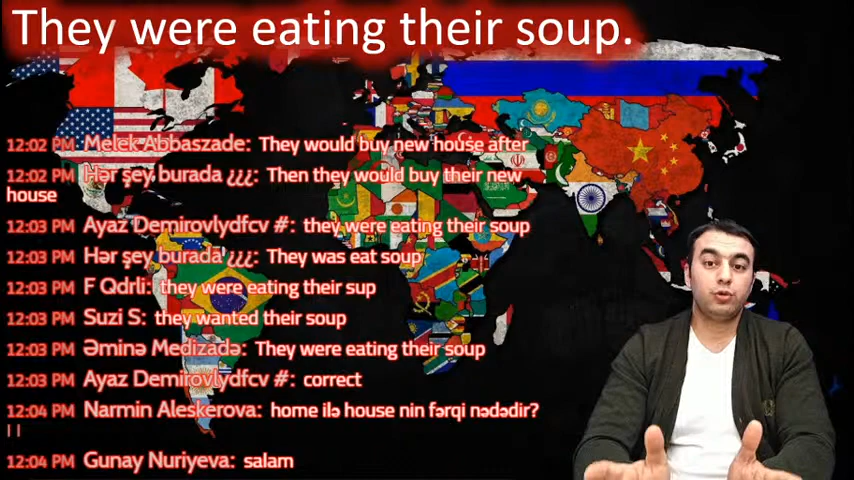 They were eating their soup.
12:02 PM Melek Abbaszade: They would buy new house after
12:02 PM Hər şey burada ¿¿¿: Then they would buy their new
house
12:03 PM Ayaz Demirovlydfcv #: they were eating their soup
12:03 PM Hər şey burada ¿¿¿: They was eat soup
12:03 PM F Qdrli: they were eating their sup
12:03 PM Suzi S: they wanted their soup
12:03 PM Əminə Medizadə: They were eating their soup
12:03 PM Ayaz Demirovlydfcv #: correct
12:04 PM Narmin Aleskerova: home ilə house nin fərqi nədədir?
I I
12:04 PM Gunay Nuriyeva: salam